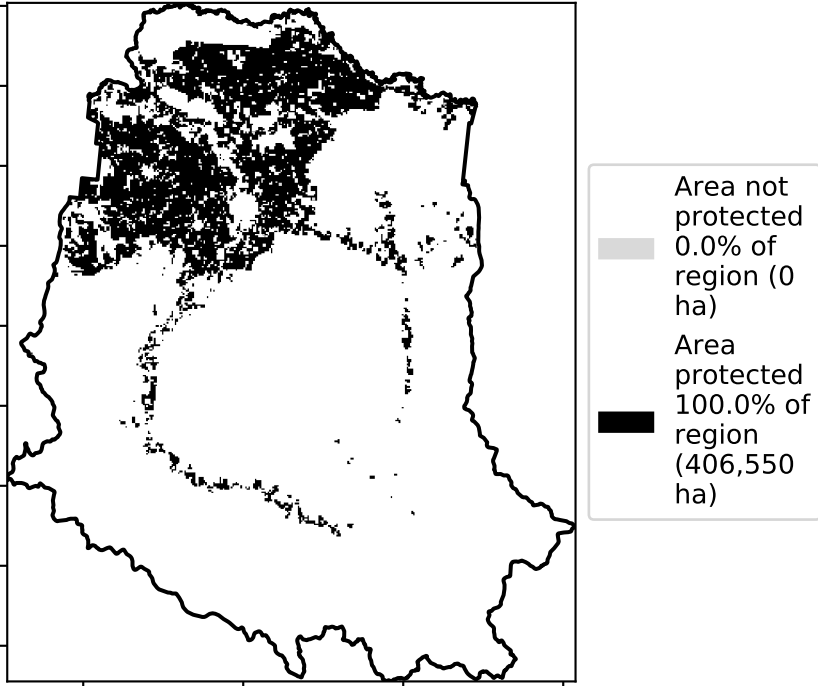 Area not
protected
0.0% of
region (0
ha)
Area
protected
100.0% of
region
(406,550
ha)